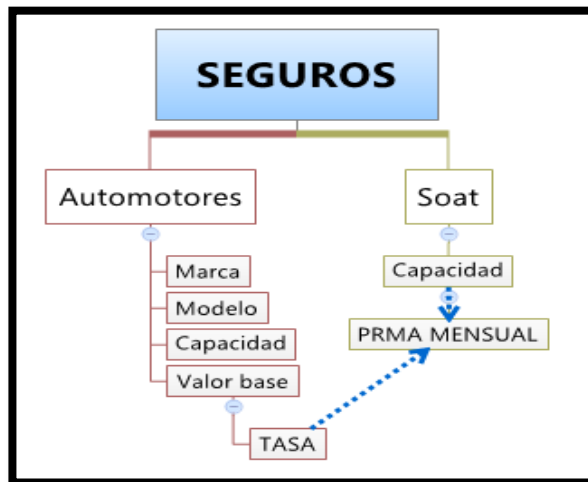 SEGUROS
Automotores
Soat
Marca
Modelo
Capacidad
Valor base
TASA
Capacidad
PRMA MENSUAL